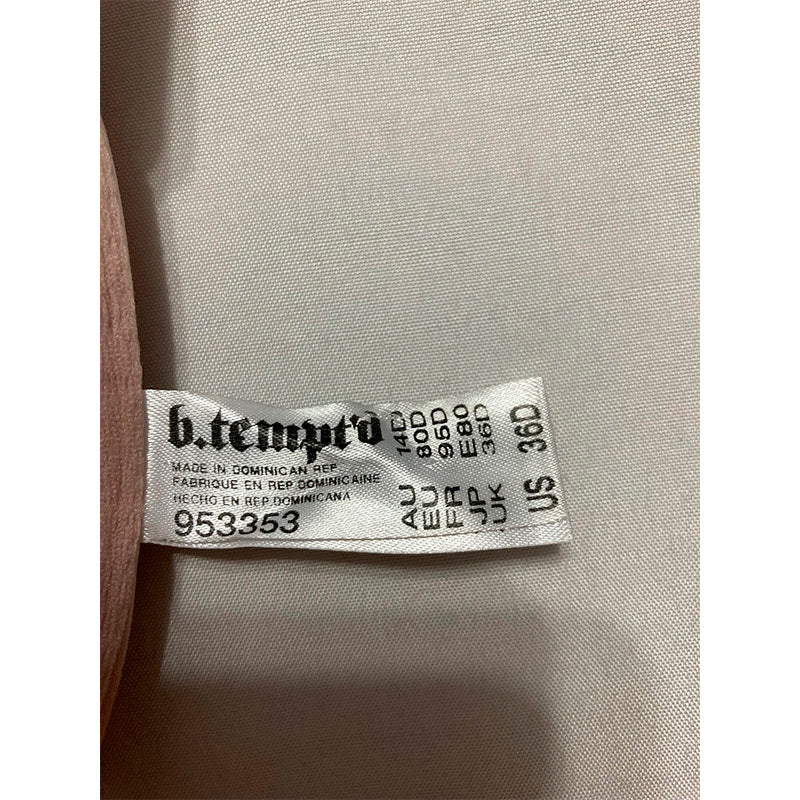 b.tempt'd
MADE IN DOMINICAN REP
FABRIQUE EN REP DOMINICAINE
HECHO EN REP DOMINICANA
953353
AU 14D
EU 80D
FR 95D
JP E80
UK 36D
US 36D